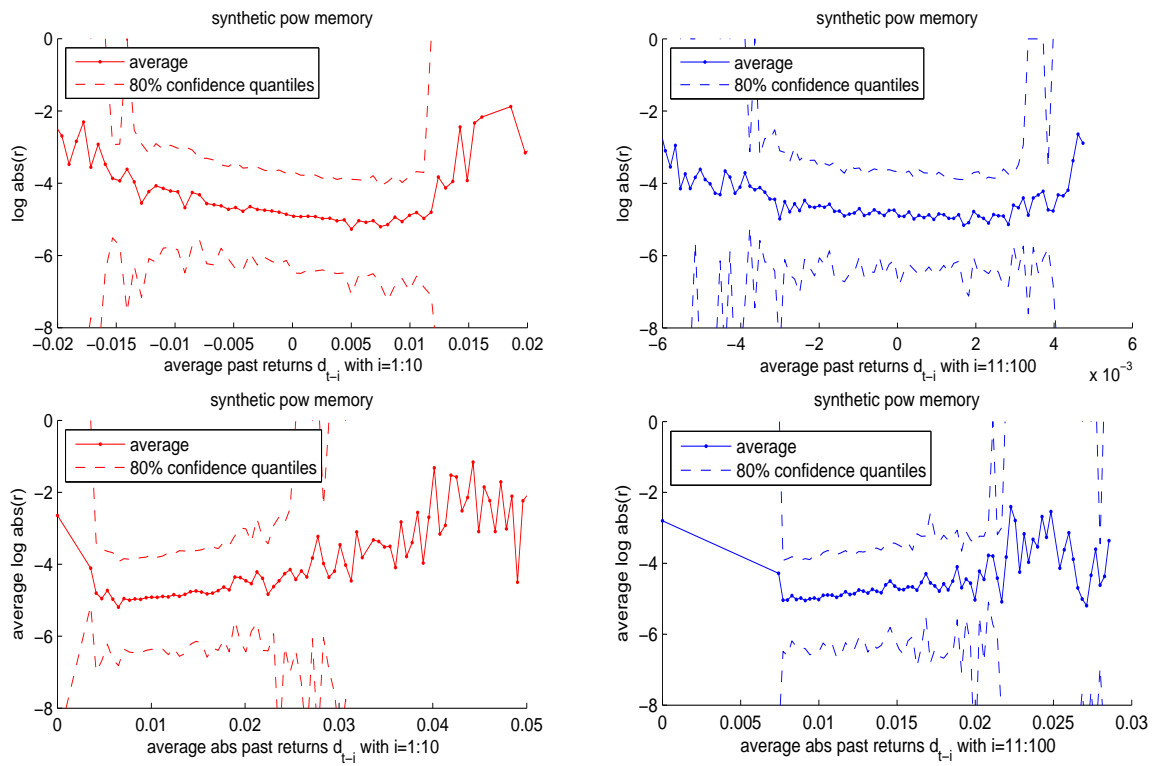 synthetic pow memory
0
−2
−4
−6
−8
log abs(r)
average
80% confidence quantiles
−0.02 −0.015 −0.01 −0.005 0 0.005 0.01 0.015 0.02
average past returns d_{t−i} with i=1:10
synthetic pow memory
0
−2
−4
−6
−8
log abs(r)
average
80% confidence quantiles
−6 −4 −2 0 2 4 6
average past returns d_{t−i} with i=11:100
x 10^{−3}
synthetic pow memory
0
−2
−4
−6
−8
average log abs(r)
average
80% confidence quantiles
0 0.01 0.02 0.03 0.04 0.05
average abs past returns d_{t−i} with i=1:10
synthetic pow memory
0
−2
−4
−6
−8
average log abs(r)
average
80% confidence quantiles
0 0.005 0.01 0.015 0.02 0.025 0.03
average abs past returns d_{t−i} with i=11:100